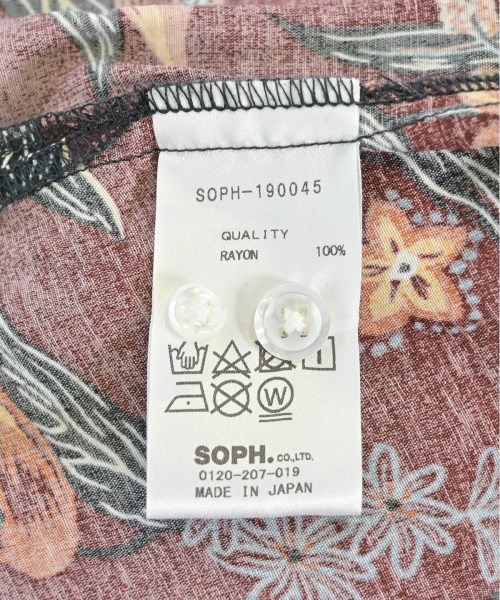 SOPH-190045
QUALITY
RAYON 100%
W
SOPH. CO.,LTD.
0120-207-019
MADE IN JAPAN